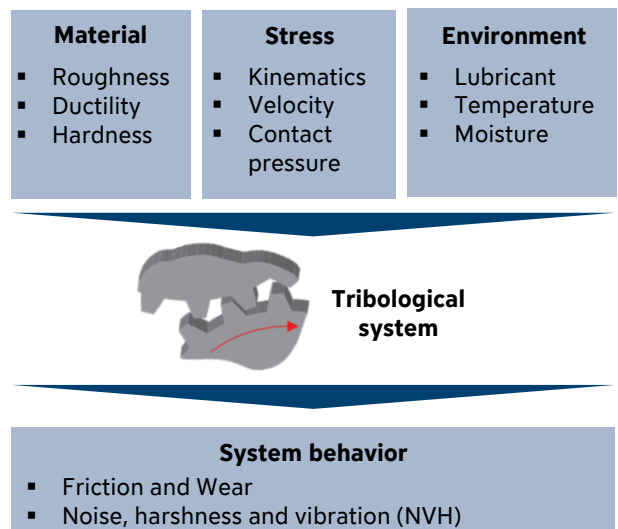 Material
▪ Roughness
▪ Ductility
▪ Hardness
Stress
▪ Kinematics
▪ Velocity
▪ Contact
pressure
Environment
▪ Lubricant
▪ Temperature
▪ Moisture
Tribological
system
System behavior
▪ Friction and Wear
▪ Noise, harshness and vibration (NVH)